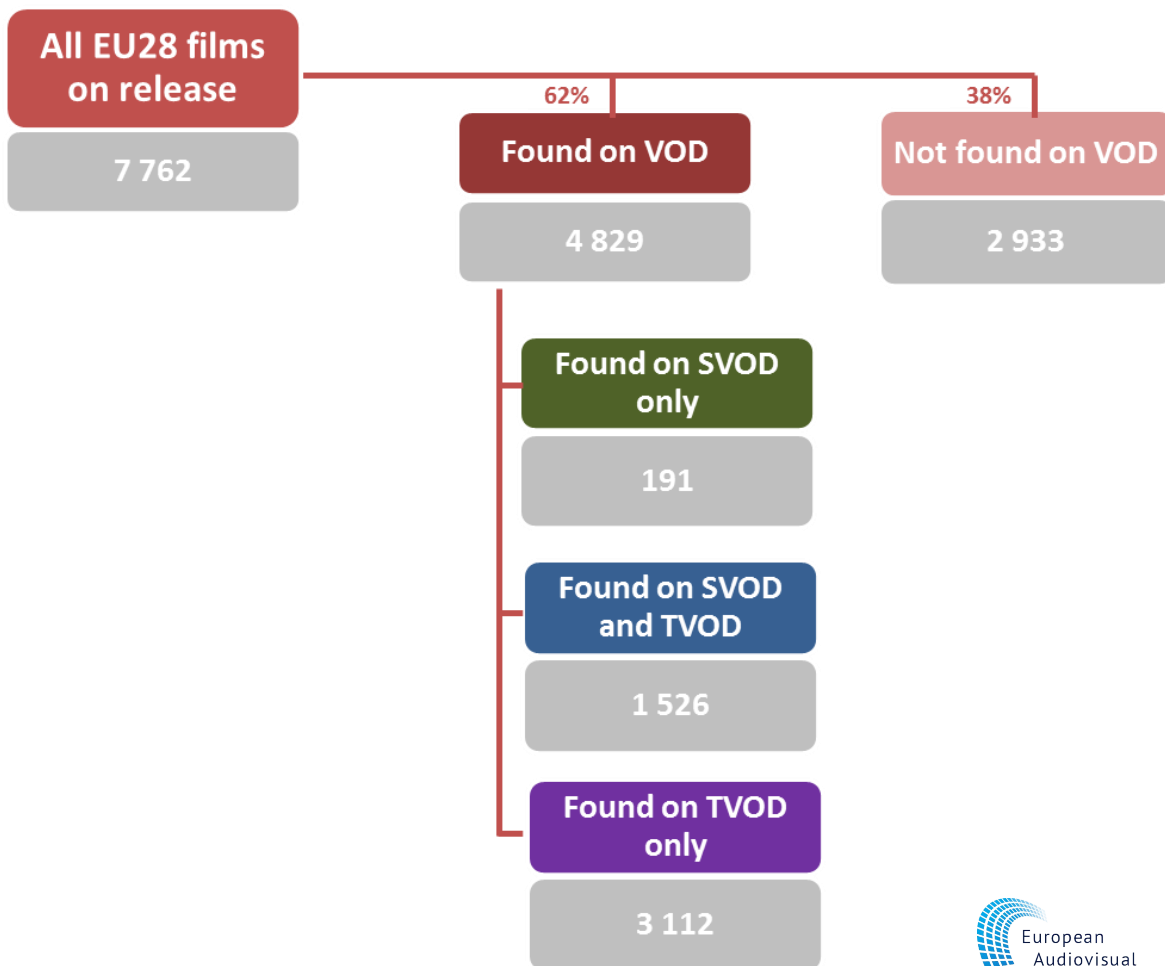 All EU28 films
on release
7 762
62%
38%
Found on VOD
Not found on VOD
4 829
2 933
Found on SVOD
only
191
Found on SVOD
and TVOD
1 526
Found on TVOD
only
3 112
European
Audiovisual